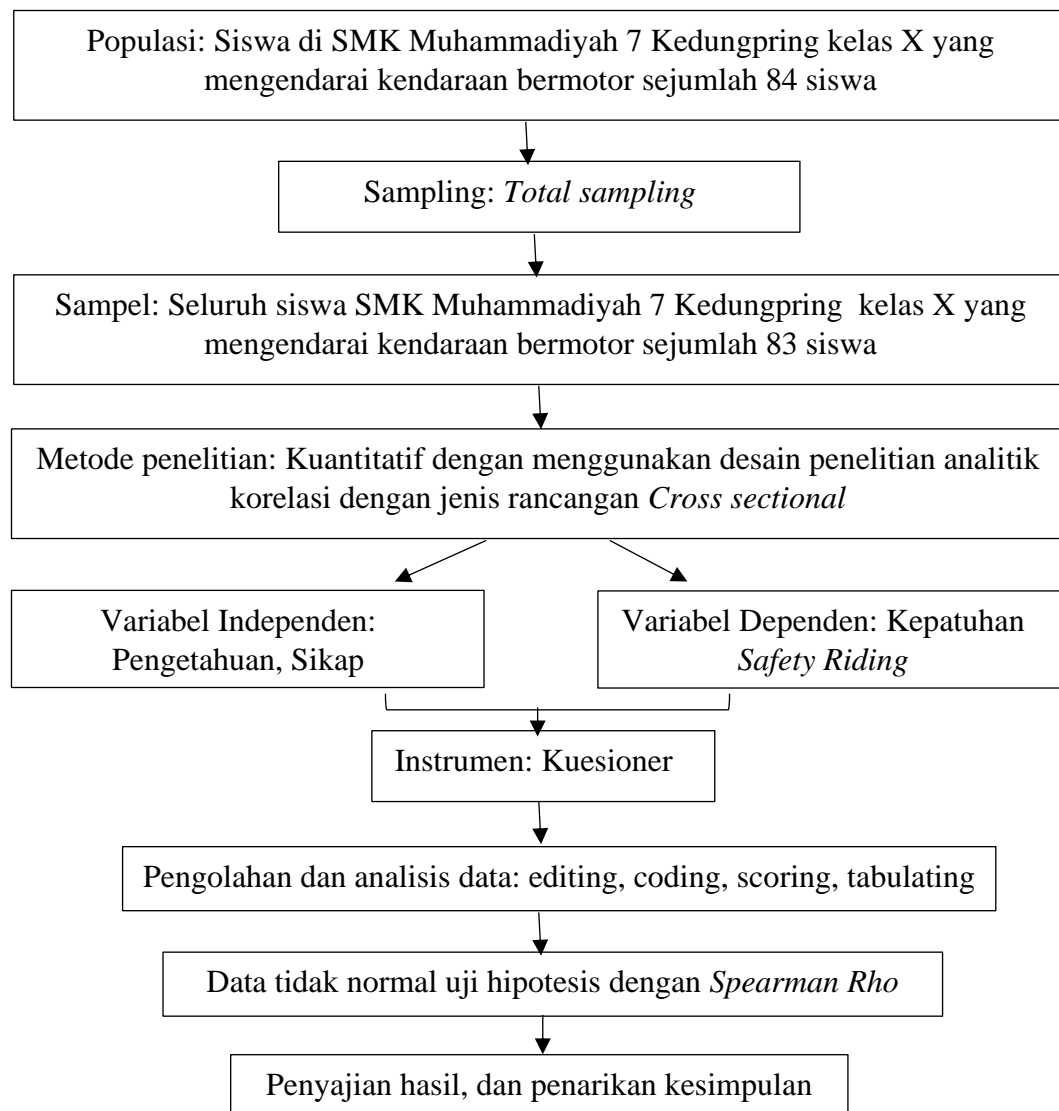 Populasi: Siswa di SMK Muhammadiyah 7 Kedungpring kelas X yang
mengendarai kendaraan bermotor sejumlah 84 siswa
Sampling: Total sampling
Sampel: Seluruh siswa SMK Muhammadiyah 7 Kedungpring kelas X yang
mengendarai kendaraan bermotor sejumlah 83 siswa
Metode penelitian: Kuantitatif dengan menggunakan desain penelitian analitik
korelasi dengan jenis rancangan Cross sectional
Variabel Independen:
Pengetahuan, Sikap
Variabel Dependen: Kepatuhan
Safety Riding
Instrumen: Kuesioner
Pengolahan dan analisis data: editing, coding, scoring, tabulating
Data tidak normal uji hipotesis dengan Spearman Rho
Penyajian hasil, dan penarikan kesimpulan